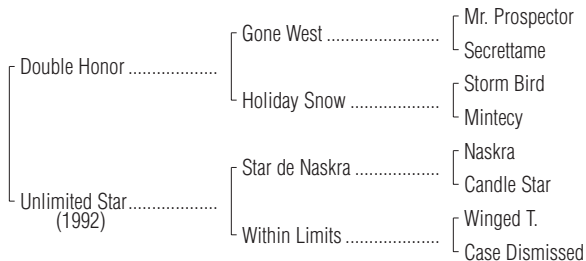 Mr. Prospector
Gone West ......................
Secrettame
Double Honor ..................
Storm Bird
Holiday Snow ..................
Mintecy
Naskra
Star de Naskra .................
Candle Star
Unlimited Star..................
(1992)
Winged T.
Within Limits ...................
Case Dismissed